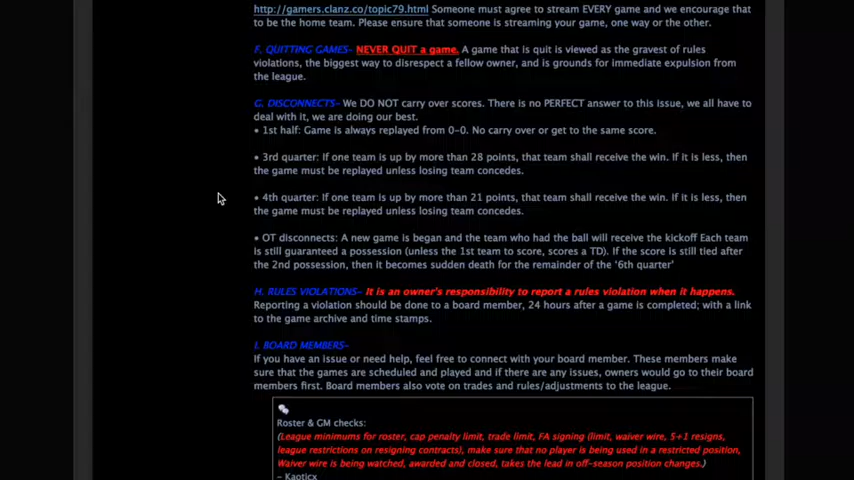 http://gamers.clanz.co/topic79.html Someone must agree to stream EVERY game and we encourage that
to be the home team. Please ensure that someone is streaming your game, one way or the other.
F. QUITTING GAMES- NEVER QUIT a game. A game that is quit is viewed as the gravest of rules
violations, the biggest way to disrespect a fellow owner, and is grounds for immediate expulsion from
the league.
G. DISCONNECTS- We DO NOT carry over scores. There is no PERFECT answer to this issue, we all have to
deal with it, we are doing our best.
• 1st half: Game is always replayed from 0-0. No carry over or get to the same score.
• 3rd quarter: If one team is up by more than 28 points, that team shall receive the win. If it is less, then
the game must be replayed unless losing team concedes.
• 4th quarter: If one team is up by more than 21 points, that team shall receive the win. If it is less, then
the game must be replayed unless losing team concedes.
• OT disconnects: A new game is began and the team who had the ball will receive the kickoff Each team
is still guaranteed a possession (unless the 1st team to score, scores a TD). If the score is still tied after
the 2nd possession, then it becomes sudden death for the remainder of the '6th quarter'
H. RULES VIOLATIONS- It is an owner's responsibility to report a rules violation when it happens.
Reporting a violation should be done to a board member, 24 hours after a game is completed; with a link
to the game archive and time stamps.
I. BOARD MEMBERS-
If you have an issue or need help, feel free to connect with your board member. These members make
sure that the games are scheduled and played and if there are any issues, owners would go to their board
members first. Board members also vote on trades and rules/adjustments to the league.
Roster & GM checks:
(League minimums for roster, cap penalty limit, trade limit, FA signing (limit, waiver wire, 5+1 resigns,
league restrictions on resigning contracts), make sure that no player is being used in a restricted position,
Waiver wire is being watched, awarded and closed, takes the lead in off-season position changes.)
- Kaoticx